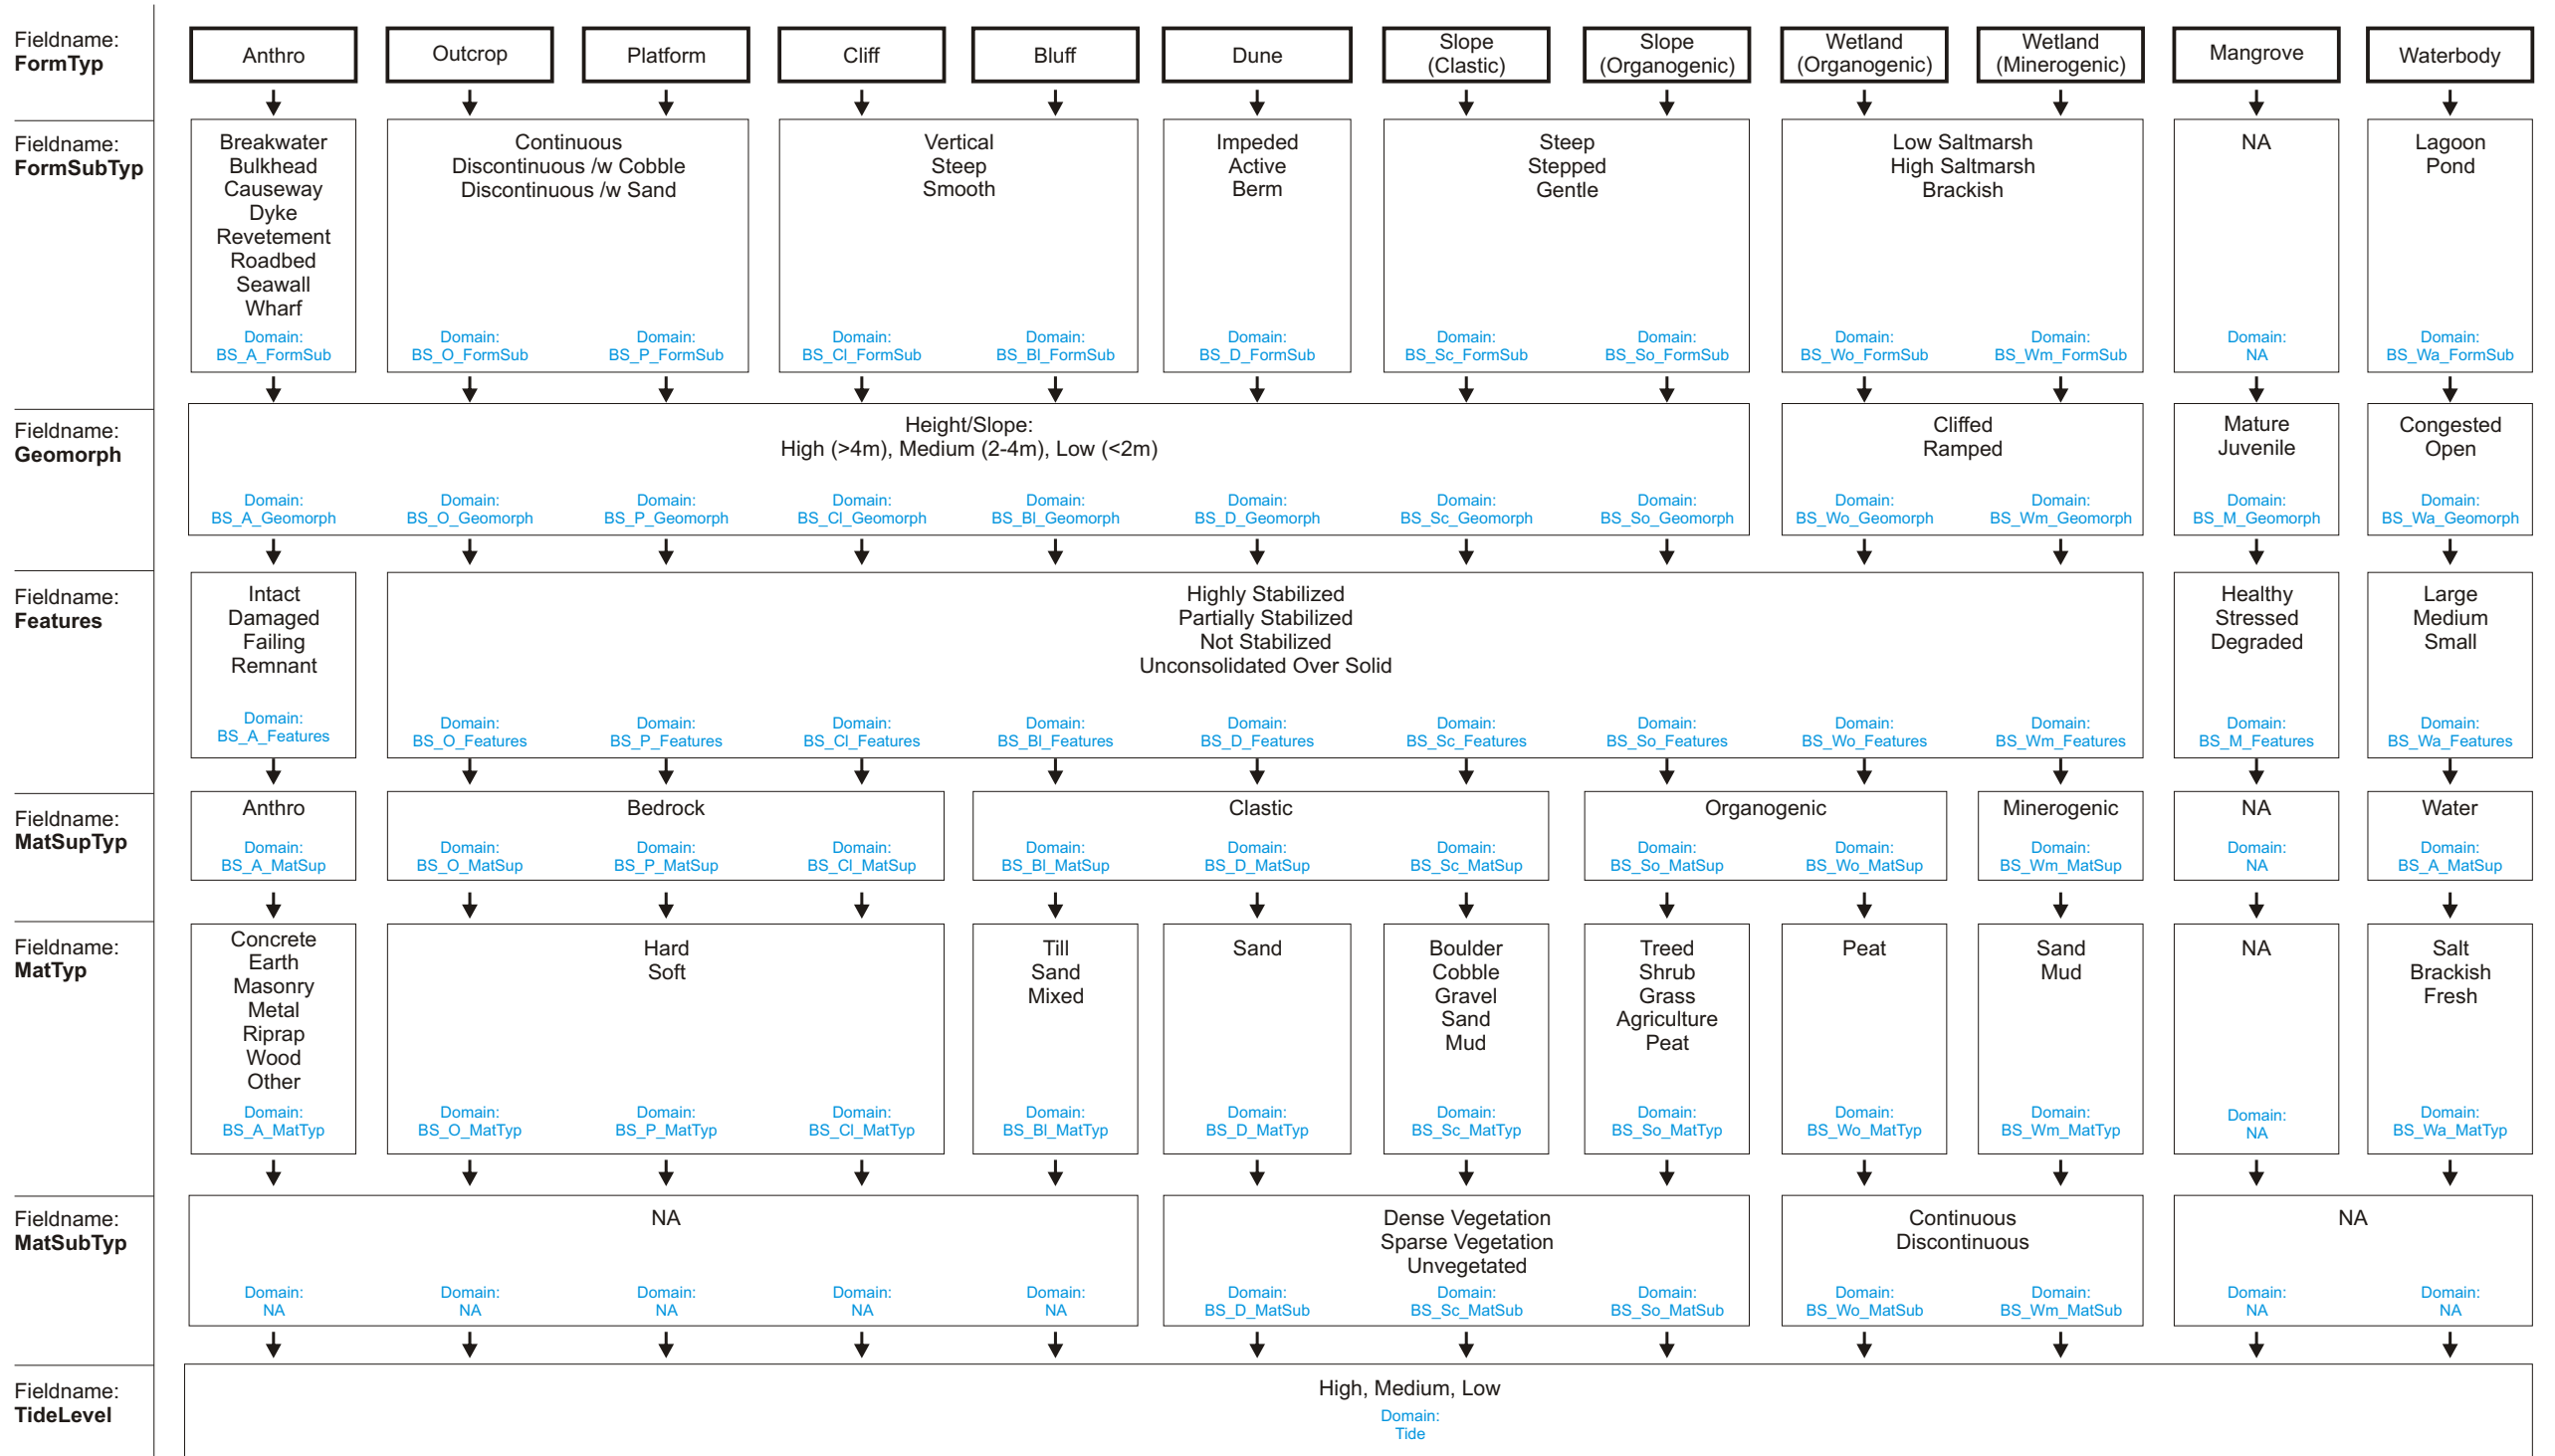 Fieldname:
FormTyp
Anthro
Outcrop
Platform
Cliff
Bluff
Dune
Slope
(Clastic)
Slope
(Organogenic)
Wetland
(Organogenic)
Wetland
(Minerogenic)
Mangrove
Waterbody
Fieldname:
FormSubTyp
Breakwater
Bulkhead
Causeway
Dyke
Revetement
Roadbed
Seawall
Wharf
Domain:
BS_A_FormSub
Continuous
Discontinuous /w Cobble
Discontinuous /w Sand
Domain:
BS_O_FormSub
Domain:
BS_P_FormSub
Vertical
Steep
Smooth
Domain:
BS_Cl_FormSub
Domain:
BS_Bl_FormSub
Impeded
Active
Berm
Domain:
BS_D_FormSub
Steep
Stepped
Gentle
Domain:
BS_Sc_FormSub
Domain:
BS_So_FormSub
Low Saltmarsh
High Saltmarsh
Brackish
Domain:
BS_Wo_FormSub
Domain:
BS_Wm_FormSub
NA
Domain:
NA
Lagoon
Pond
Domain:
BS_Wa_FormSub
Fieldname:
Geomorph
Height/Slope:
High (>4m), Medium (2-4m), Low (<2m)
Domain:
BS_A_Geomorph
Domain:
BS_O_Geomorph
Domain:
BS_P_Geomorph
Domain:
BS_Cl_Geomorph
Domain:
BS_Bl_Geomorph
Domain:
BS_D_Geomorph
Domain:
BS_Sc_Geomorph
Domain:
BS_So_Geomorph
Cliffed
Ramped
Domain:
BS_Wo_Geomorph
Domain:
BS_Wm_Geomorph
Mature
Juvenile
Domain:
BS_M_Geomorph
Congested
Open
Domain:
BS_Wa_Geomorph
Fieldname:
Features
Intact
Damaged
Failing
Remnant
Domain:
BS_A_Features
Highly Stabilized
Partially Stabilized
Not Stabilized
Unconsolidated Over Solid
Domain:
BS_O_Features
Domain:
BS_P_Features
Domain:
BS_Cl_Features
Domain:
BS_Bl_Features
Domain:
BS_D_Features
Domain:
BS_Sc_Features
Domain:
BS_So_Features
Domain:
BS_Wo_Features
Domain:
BS_Wm_Features
Healthy
Stressed
Degraded
Domain:
BS_M_Features
Large
Medium
Small
Domain:
BS_Wa_Features
Fieldname:
MatSupTyp
Anthro
Domain:
BS_A_MatSup
Bedrock
Domain:
BS_O_MatSup
Domain:
BS_P_MatSup
Domain:
BS_Cl_MatSup
Clastic
Domain:
BS_Bl_MatSup
Domain:
BS_D_MatSup
Domain:
BS_Sc_MatSup
Organogenic
Domain:
BS_So_MatSup
Domain:
BS_Wo_MatSup
Minerogenic
Domain:
BS_Wm_MatSup
NA
Domain:
NA
Water
Domain:
BS_A_MatSup
Fieldname:
MatTyp
Concrete
Earth
Masonry
Metal
Riprap
Wood
Other
Domain:
BS_A_MatTyp
Hard
Soft
Domain:
BS_O_MatTyp
Domain:
BS_P_MatTyp
Domain:
BS_Cl_MatTyp
Till
Sand
Mixed
Domain:
BS_Bl_MatTyp
Sand
Domain:
BS_D_MatTyp
Boulder
Cobble
Gravel
Sand
Mud
Domain:
BS_Sc_MatTyp
Treed
Shrub
Grass
Agriculture
Peat
Domain:
BS_So_MatTyp
Peat
Domain:
BS_Wo_MatTyp
Sand
Mud
Domain:
BS_Wm_MatTyp
NA
Domain:
NA
Salt
Brackish
Fresh
Domain:
BS_Wa_MatTyp
Fieldname:
MatSubTyp
NA
Domain:
NA
Domain:
NA
Domain:
NA
Domain:
NA
Domain:
NA
Dense Vegetation
Sparse Vegetation
Unvegetated
Domain:
BS_D_MatSub
Domain:
BS_Sc_MatSub
Domain:
BS_So_MatSub
Continuous
Discontinuous
Domain:
BS_Wo_MatSub
Domain:
BS_Wm_MatSub
NA
Domain:
NA
Domain:
NA
Fieldname:
TideLevel
High, Medium, Low
Domain:
Tide